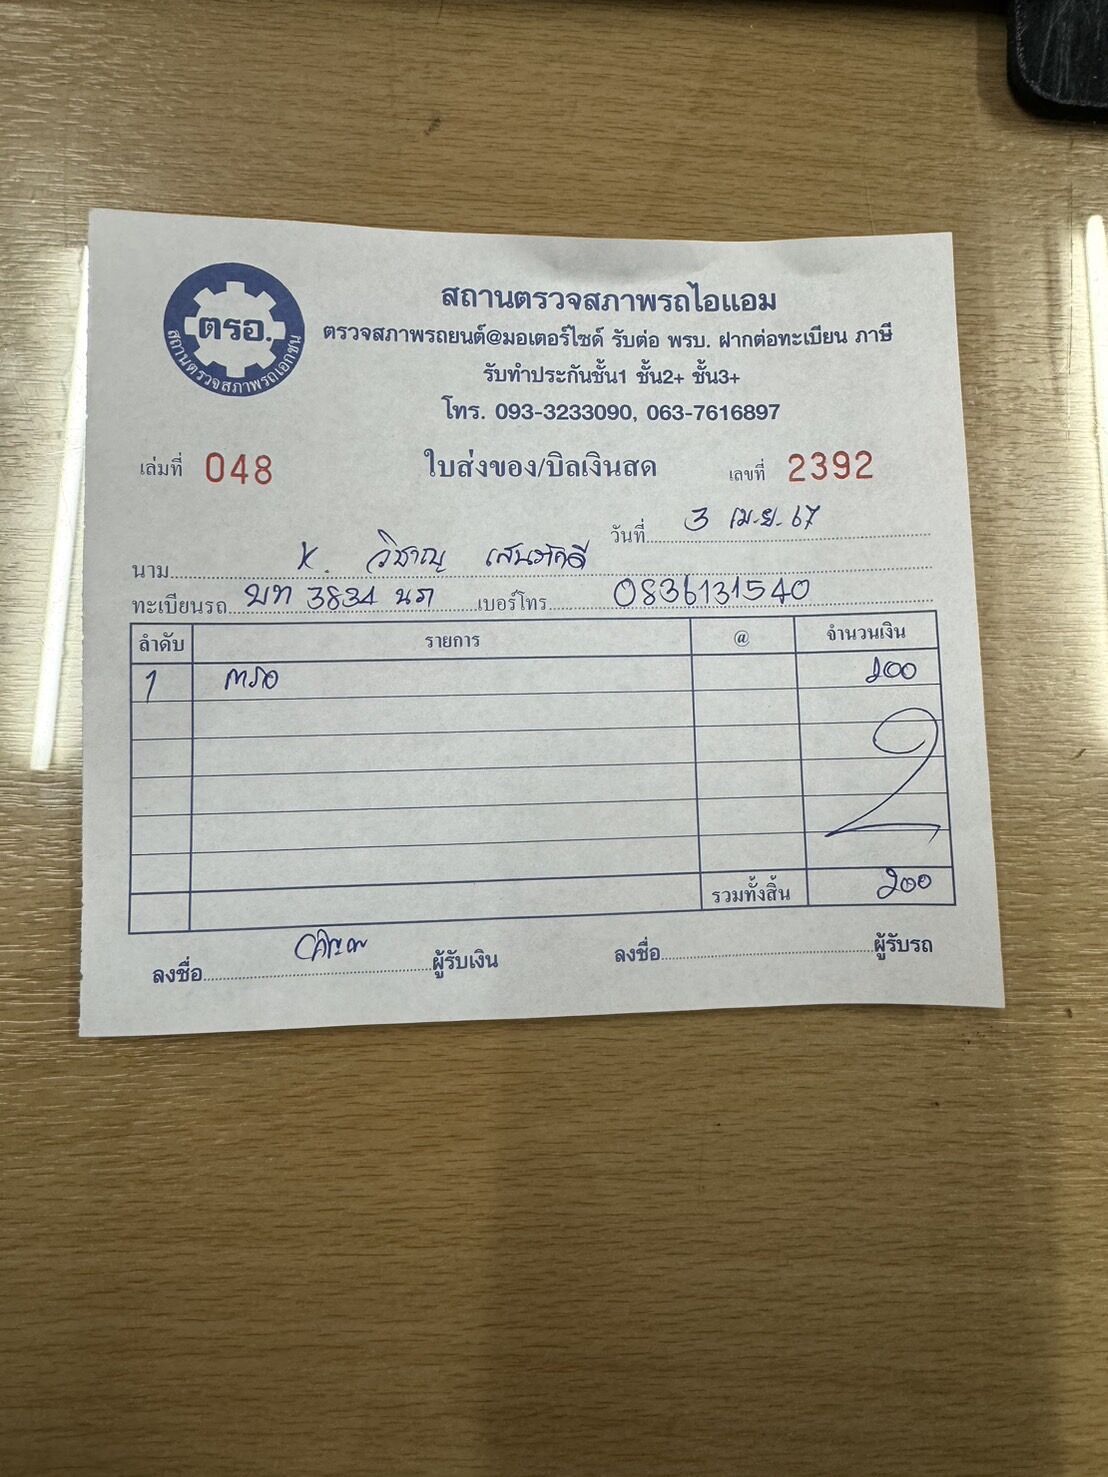 ตรอ.
สถานตรวจสภาพรถเอกชน
สถานตรวจสภาพรถไอแอม
ตรวจสภาพรถยนต์@มอเตอร์ไซด์ รับต่อ พรบ. ฝากต่อทะเบียน ภาษี
รับทำประกันชั้น1 ชั้น2+ ชั้น3+
โทร. 093-3233090, 063-7616897
เล่มที่ 048 ใบส่งของ/บิลเงินสด เลขที่ 2392
วันที่ 3 เม.ย. 67
นาม K. วิชาญ เสนภักดี
ทะเบียนรถ บท 3834 นภ เบอร์โทร 0836131540
ลำดับ รายการ @ จำนวนเงิน
1 ตรอ 200
รวมทั้งสิ้น 200
ลงชื่อ ผู้รับเงิน ลงชื่อ ผู้รับรถ